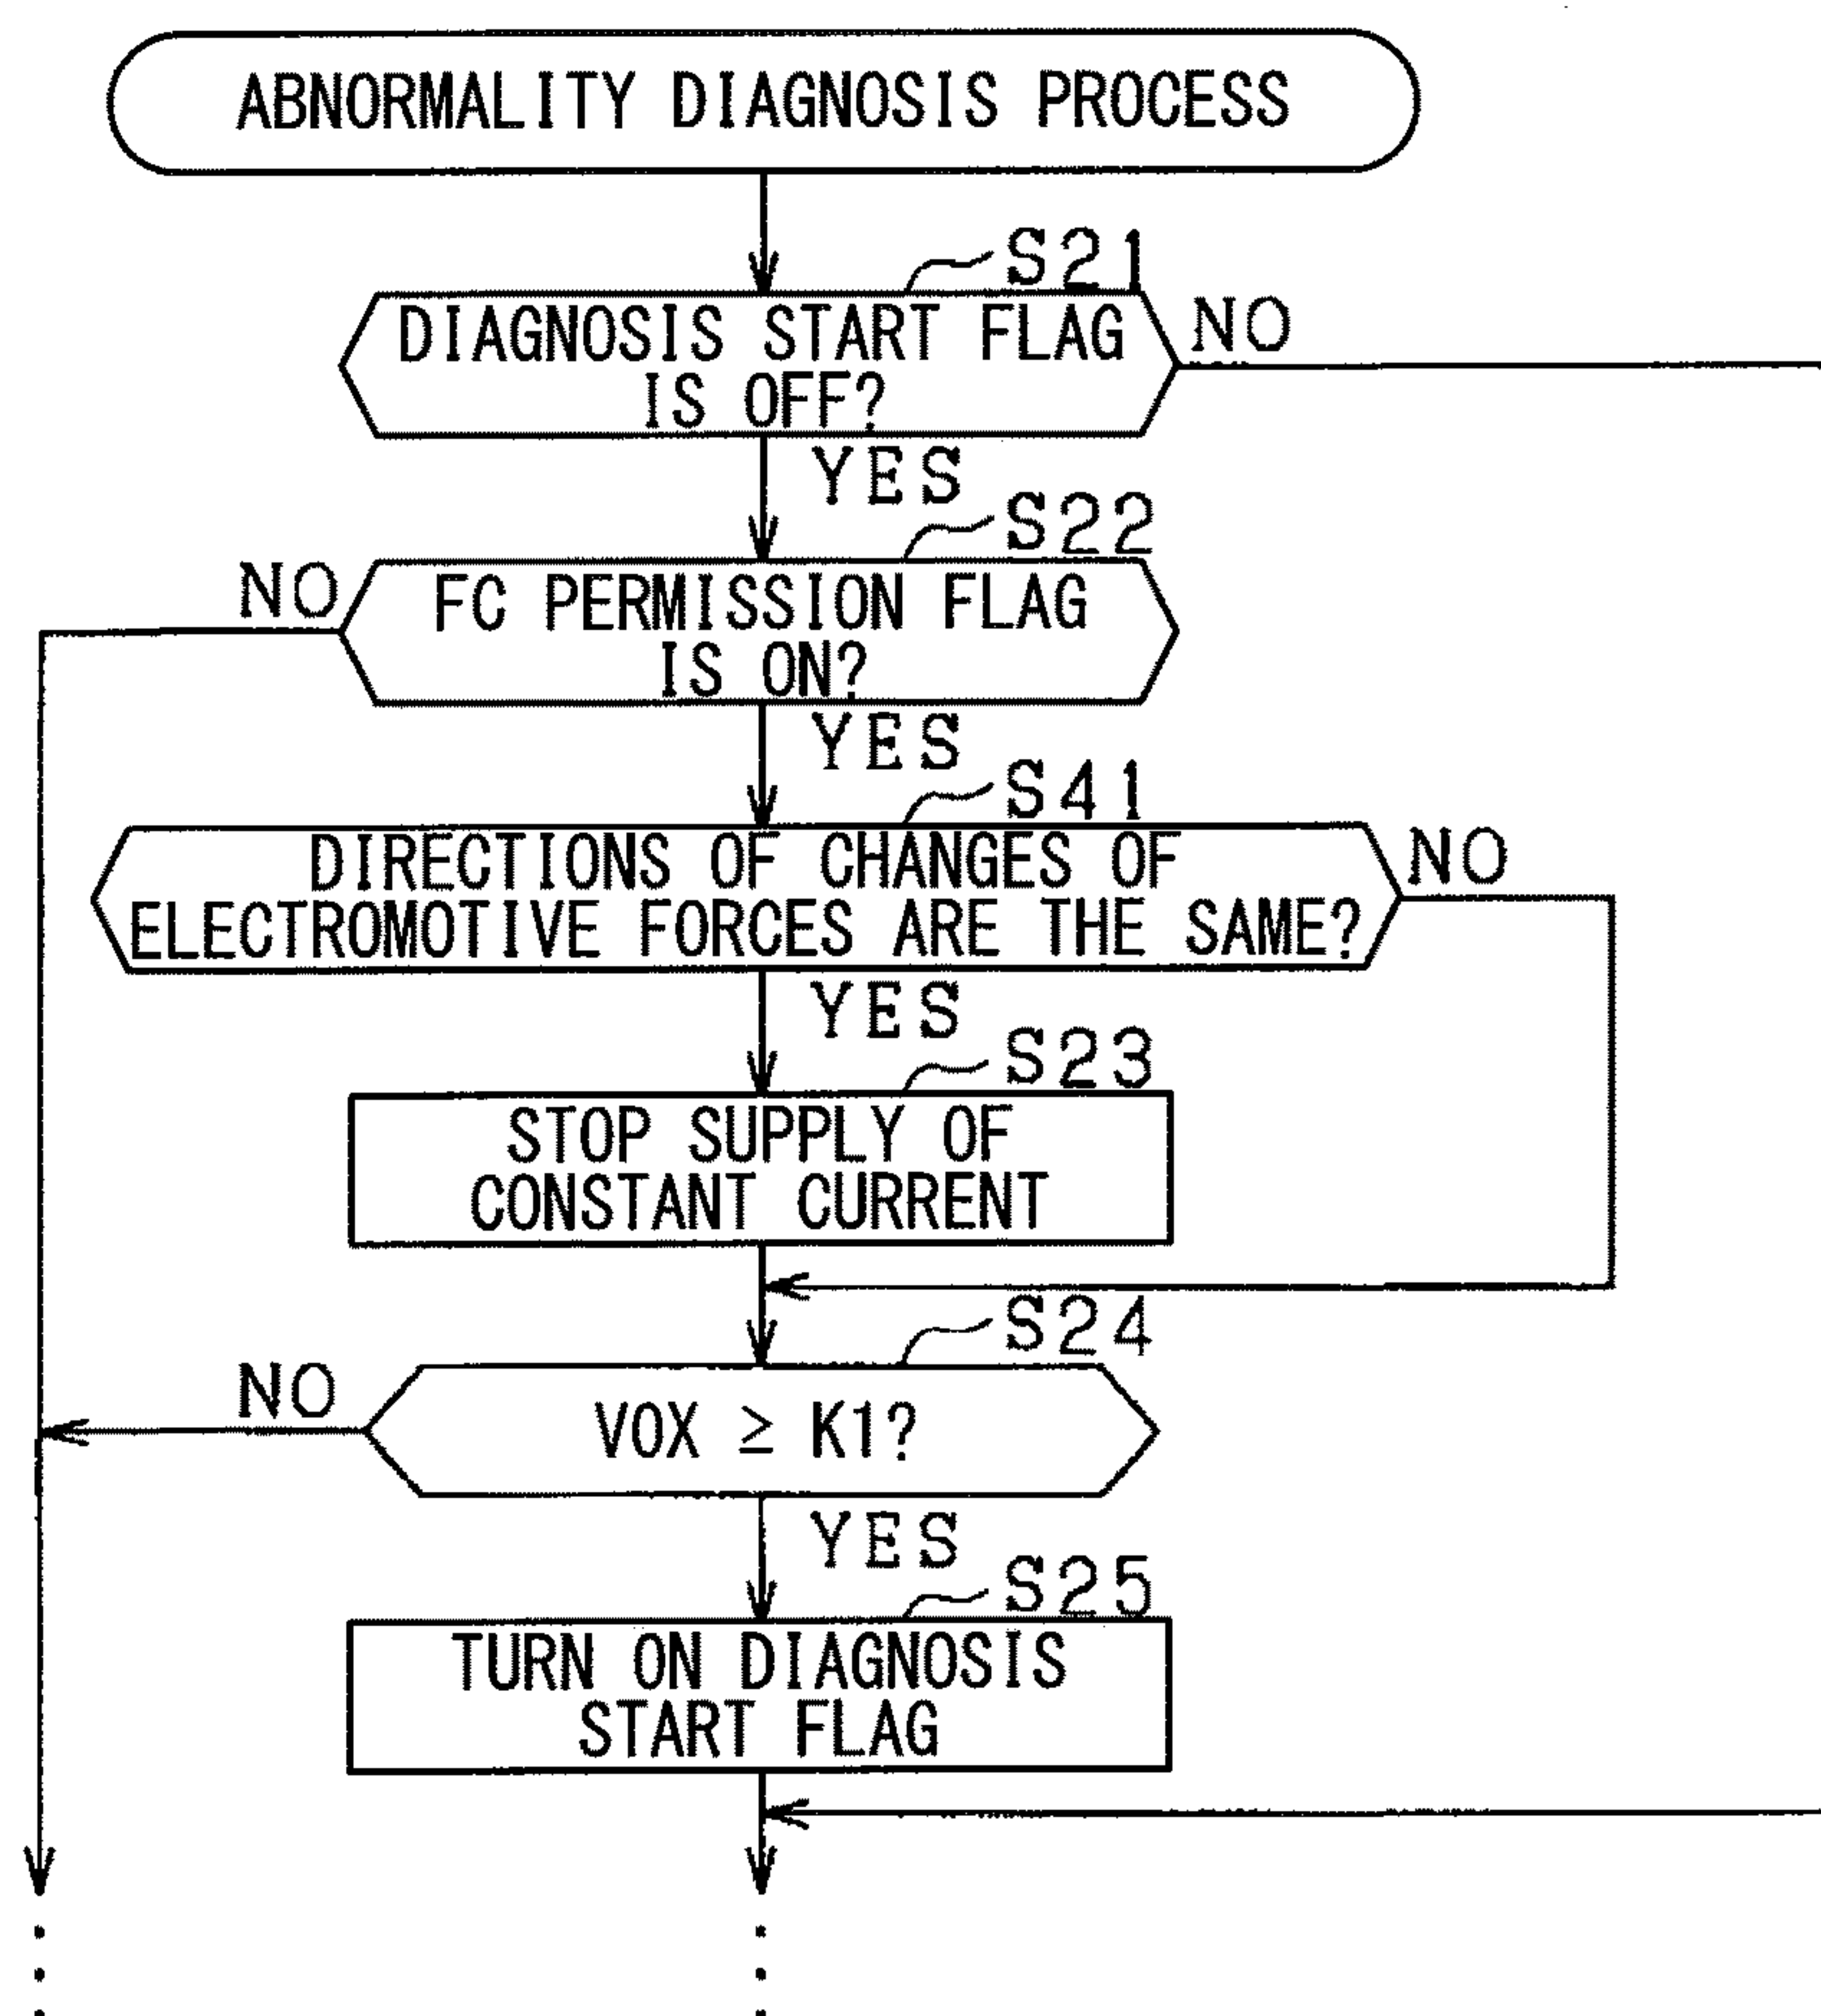 ABNORMALITY DIAGNOSIS PROCESS
S21
DIAGNOSIS START FLAG
IS OFF?
NO
YES
S22
NO
FC PERMISSION FLAG
IS ON?
YES
S41
DIRECTIONS OF CHANGES OF
ELECTROMOTIVE FORCES ARE THE SAME?
NO
YES
S23
STOP SUPPLY OF
CONSTANT CURRENT
S24
NO
VOX ≥ K1?
YES
S25
TURN ON DIAGNOSIS
START FLAG